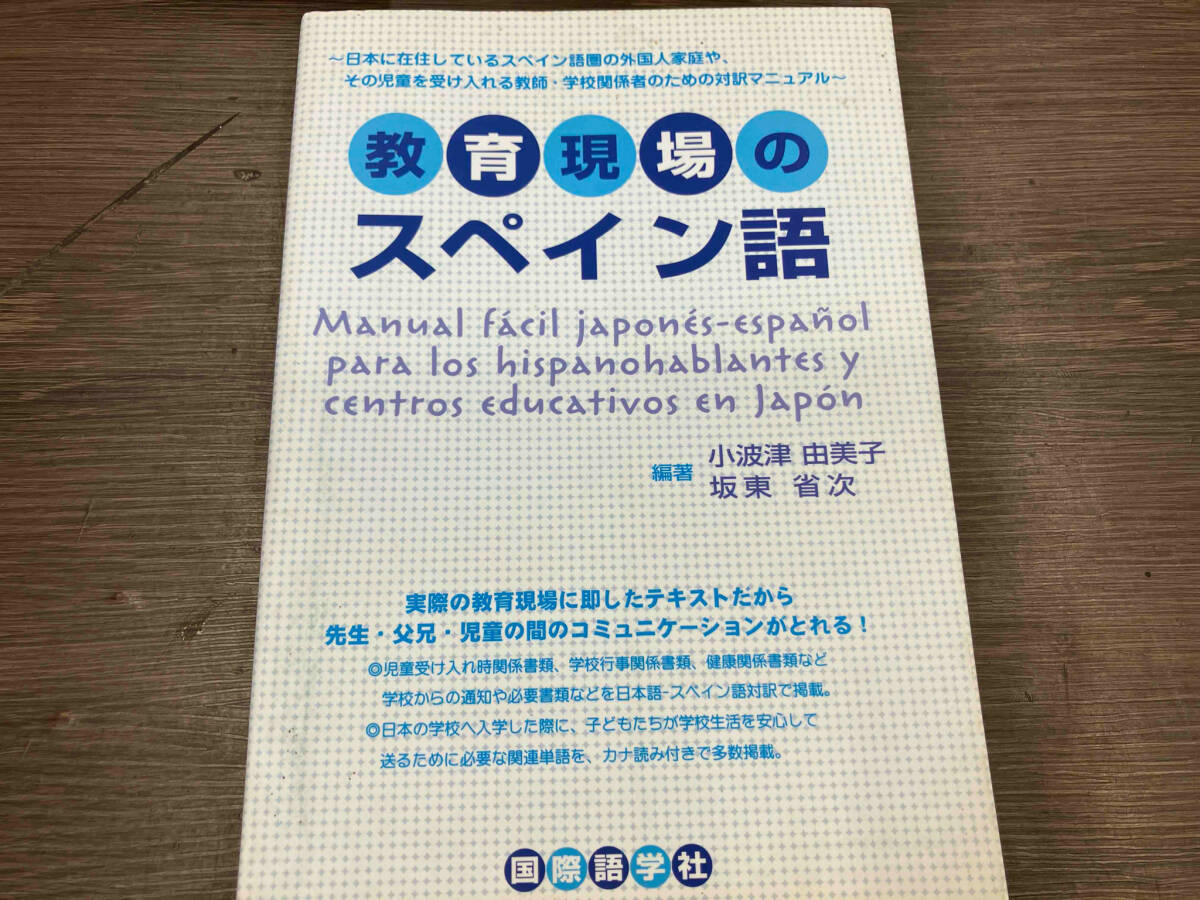 ～日本に在住しているスペイン語圏の外国人家庭や、
その児童を受け入れる教師・学校関係者のための対訳マニュアル～
教育現場の
スペイン語
Manual fácil japonés-español
para los hispanohablantes y
centros educativos en Japón
編著 小波津 由美子
坂東 省次
実際の教育現場に即したテキストだから
先生・父兄・児童の間のコミュニケーションがとれる！
◎児童受け入れ時関係書類、学校行事関係書類、健康関係書類など
学校からの通知や必要書類などを日本語-スペイン語対訳で掲載。
◎日本の学校へ入学した際に、子どもたちが学校生活を安心して
送るために必要な関連単語を、カナ読み付きで多数掲載。
国際語学社